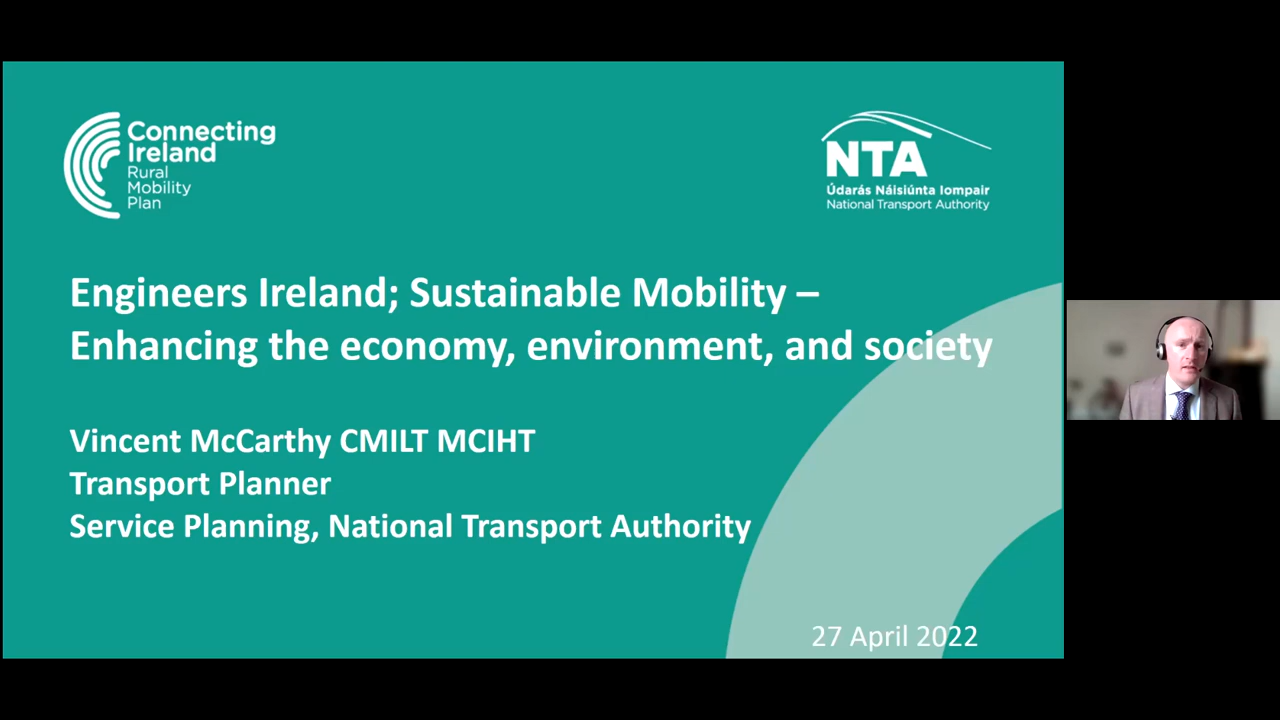 Connecting
Ireland
Rural
Mobility
Plan
NTA
Údarás Náisiúnta Iompair
National Transport Authority
Engineers Ireland; Sustainable Mobility –
Enhancing the economy, environment, and society
Vincent McCarthy CMILT MCIHT
Transport Planner
Service Planning, National Transport Authority
27 April 2022